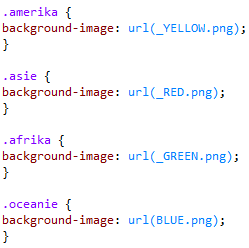 .amerika {
background-image: url(_YELLOW.png);
}
.asie {
background-image: url(_RED.png);
}
.afrika {
background-image: url(_GREEN.png);
}
.oceanie {
background-image: url(BLUE.png);
}